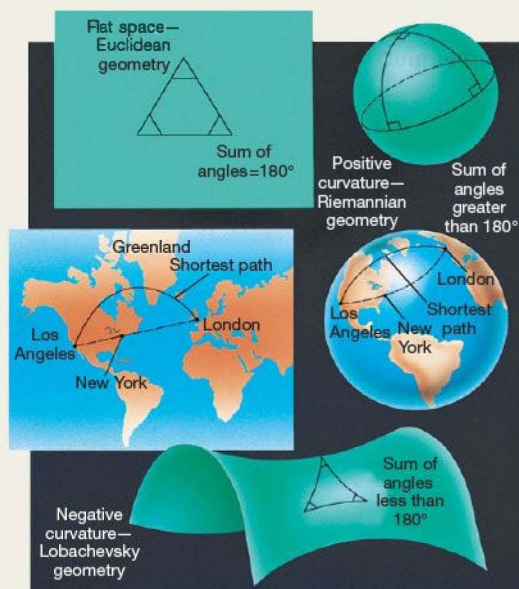 Flat space—
Euclidean
geometry
Sum of
angles=180°
Positive
curvature—
Riemannian
geometry
Sum of
angles
greater
than 180°
Greenland
Shortest path
Los
Angeles
London
New York
London
Los
Angeles
New
York
Shortest
path
Negative
curvature—
Lobachevsky
geometry
Sum of
angles
less than
180°